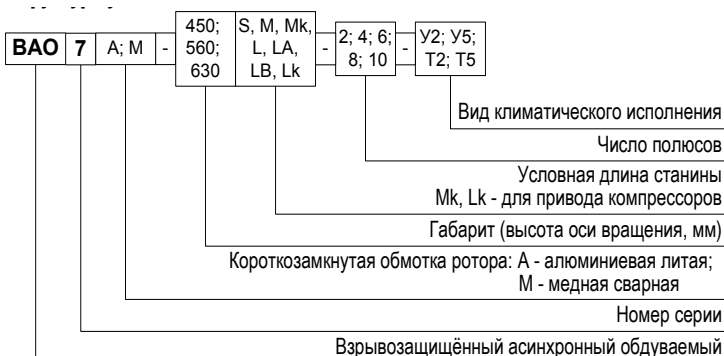 450; S, M, Mk, 2; 4; 6; У2; У5;
ВАО 7 А; М - 560; L, LA, - 8; 10 - Т2; Т5
630 LB, Lk
Вид климатического исполнения
Число полюсов
Условная длина станины
Mk, Lk - для привода компрессоров
Габарит (высота оси вращения, мм)
Короткозамкнутая обмотка ротора: А - алюминиевая литая;
М - медная сварная
Номер серии
Взрывозащищённый асинхронный обдуваемый